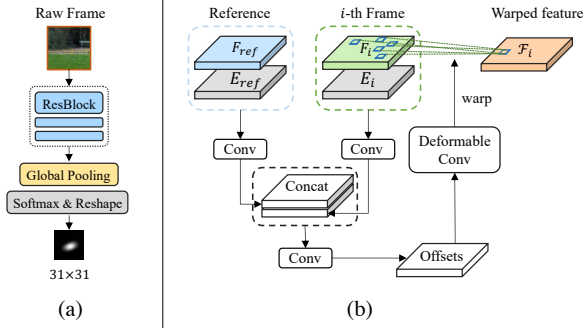 Raw Frame
ResBlock
Global Pooling
Softmax & Reshape
31×31
(a)
Reference
i-th Frame
Warped feature
F_ref
F_i
ℱ_i
E_ref
E_i
warp
Conv
Conv
Deformable
Conv
Concat
Conv
Offsets
(b)